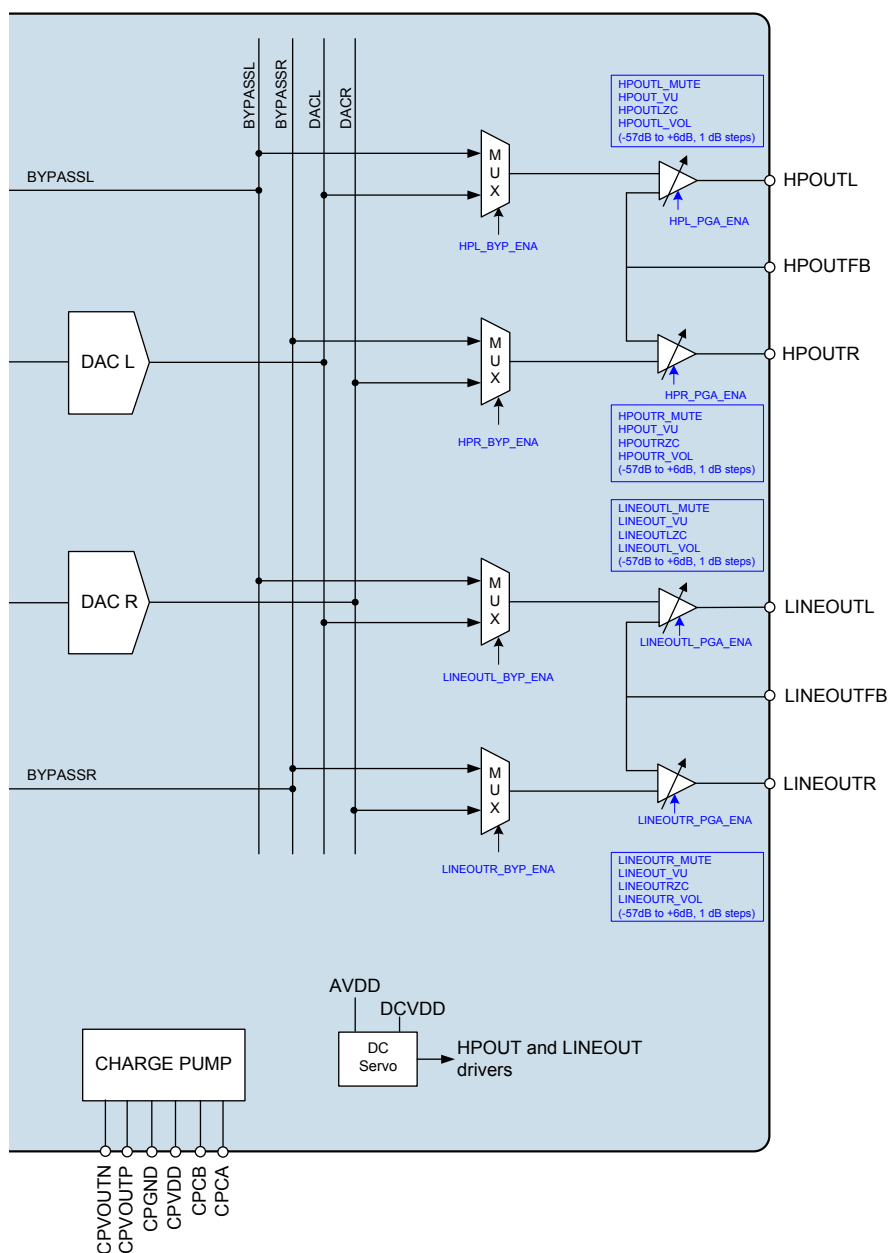 BYPASSL
BYPASSR
DACL
DACR
HPOUTL_MUTE
HPOUT_VU
HPOUTLZC
HPOUTL_VOL
(-57dB to +6dB, 1 dB steps)
BYPASSL
MUX
HPOUTL
HPL_PGA_ENA
HPL_BYP_ENA
HPOUTFB
DAC L
MUX
HPOUTR
HPR_PGA_ENA
HPR_BYP_ENA
HPOUTR_MUTE
HPOUT_VU
HPOUTRZC
HPOUTR_VOL
(-57dB to +6dB, 1 dB steps)
LINEOUTL_MUTE
LINEOUT_VU
LINEOUTLZC
LINEOUTL_VOL
(-57dB to +6dB, 1 dB steps)
DAC R
MUX
LINEOUTL
LINEOUTL_PGA_ENA
LINEOUTL_BYP_ENA
LINEOUTFB
BYPASSR
MUX
LINEOUTR
LINEOUTR_PGA_ENA
LINEOUTR_BYP_ENA
LINEOUTR_MUTE
LINEOUT_VU
LINEOUTRZC
LINEOUTR_VOL
(-57dB to +6dB, 1 dB steps)
AVDD
DCVDD
CHARGE PUMP
DC
Servo
HPOUT and LINEOUT
drivers
CPVOUTN
CPVOUTP
CPGND
CPVDD
CPCB
CPCA